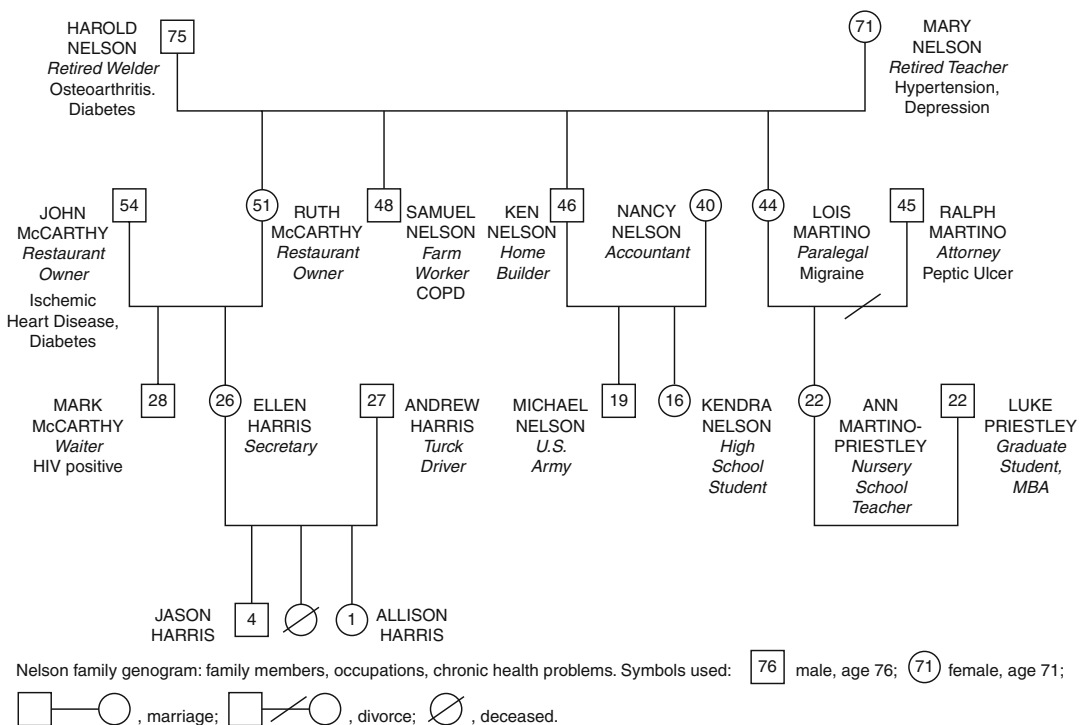 HAROLD
NELSON
Retired Welder
Osteoarthritis.
Diabetes
75
71
MARY
NELSON
Retired Teacher
Hypertension,
Depression
JOHN
McCARTHY
Restaurant
Owner
Ischemic
Heart Disease,
Diabetes
54
51
RUTH
McCARTHY
Restaurant
Owner
48
SAMUEL
NELSON
Farm
Worker
COPD
KEN
NELSON
Home
Builder
46
NANCY
NELSON
Accountant
40
44
LOIS
MARTINO
Paralegal
Migraine
45
RALPH
MARTINO
Attorney
Peptic Ulcer
MARK
McCARTHY
Waiter
HIV positive
28
26
ELLEN
HARRIS
Secretary
27
ANDREW
HARRIS
Turck
Driver
MICHAEL
NELSON
U.S.
Army
19
16
KENDRA
NELSON
High
School
Student
22
ANN
MARTINO-
PRIESTLEY
Nursery
School
Teacher
22
LUKE
PRIESTLEY
Graduate
Student,
MBA
JASON
HARRIS
4
1
ALLISON
HARRIS
Nelson family genogram: family members, occupations, chronic health problems. Symbols used: 76 male, age 76; 71 female, age 71;
, marriage; , divorce; , deceased.